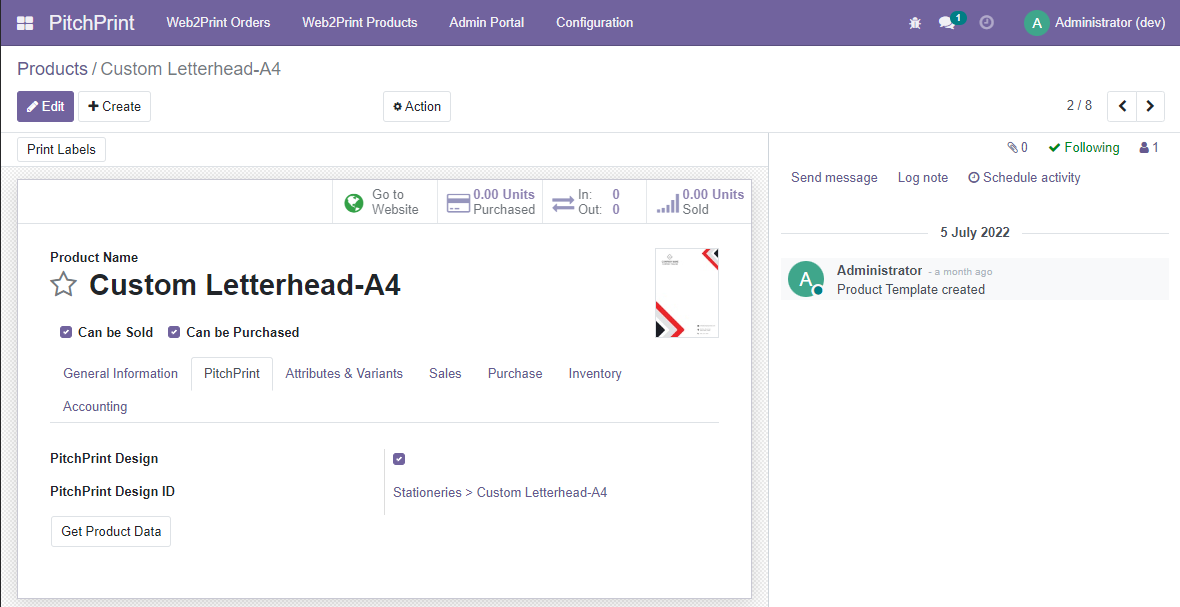 PitchPrint Web2Print Orders Web2Print Products Admin Portal Configuration 1 A Administrator (dev)
Products / Custom Letterhead-A4
Edit Create Action 2 / 8
Print Labels
0 Following 1
Send message Log note Schedule activity
Go to Website
0.00 Units Purchased
In: 0
Out: 0
0.00 Units Sold
5 July 2022
A Administrator - a month ago
Product Template created
Product Name
Custom Letterhead-A4
Can be Sold Can be Purchased
General Information PitchPrint Attributes & Variants Sales Purchase Inventory
Accounting
PitchPrint Design
PitchPrint Design ID Stationeries > Custom Letterhead-A4
Get Product Data